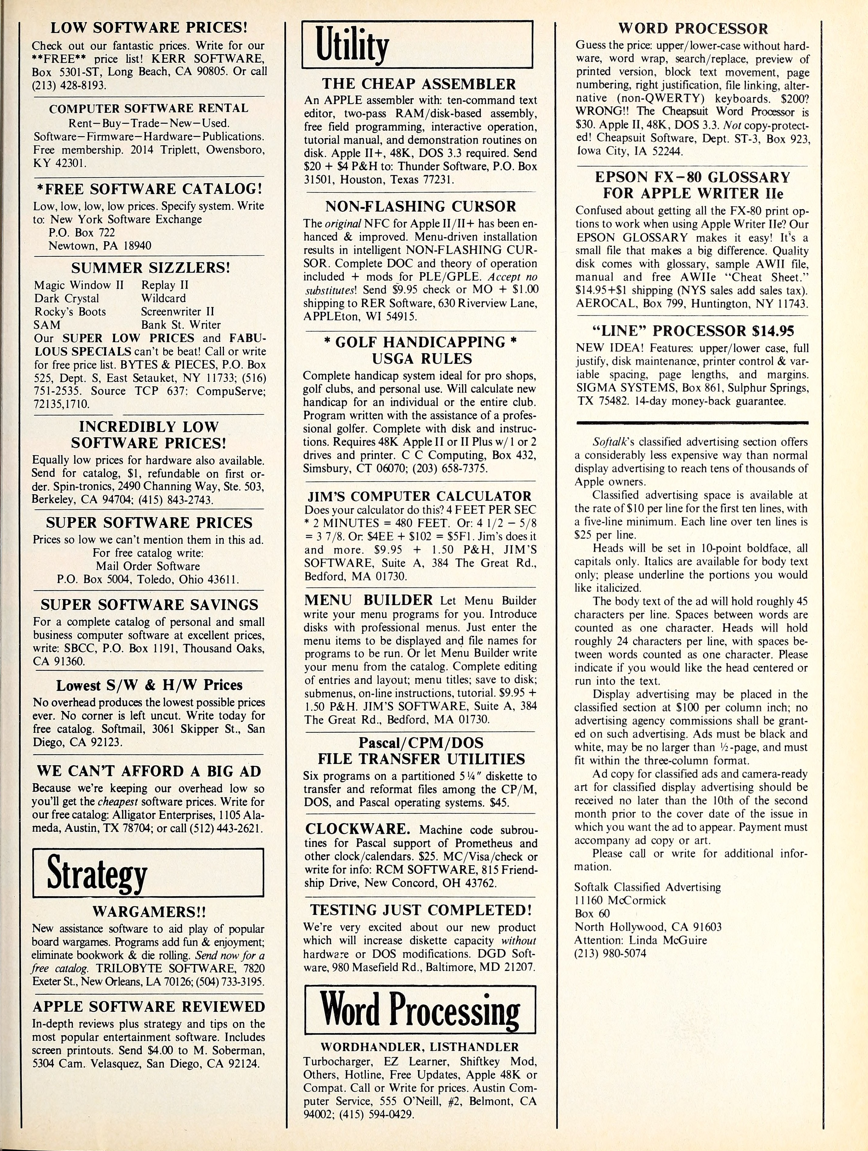 LOW SOFTWARE PRICES!
Check out our fantastic prices. Write for our
**FREE** price list! KERR SOFTWARE,
Box 5301-ST, Long Beach, CA 90805. Or call
(213) 428-8193.
COMPUTER SOFTWARE RENTAL
Rent–Buy–Trade–New–Used.
Software–Firmware–Hardware–Publications.
Free membership. 2014 Triplett, Owensboro,
KY 42301.
*FREE SOFTWARE CATALOG!
Low, low, low, low prices. Specify system. Write
to: New York Software Exchange
P.O. Box 722
Newtown, PA 18940
SUMMER SIZZLERS!
Magic Window II Replay II
Dark Crystal Wildcard
Rocky's Boots Screenwriter II
SAM Bank St. Writer
Our SUPER LOW PRICES and FABU-
LOUS SPECIALS can't be beat! Call or write
for free price list. BYTES & PIECES, P.O. Box
525, Dept. S, East Setauket, NY 11733; (516)
751-2535. Source TCP 637: CompuServe;
72135,1710.
INCREDIBLY LOW
SOFTWARE PRICES!
Equally low prices for hardware also available.
Send for catalog, $1, refundable on first or-
der. Spin-tronics, 2490 Channing Way, Ste. 503,
Berkeley, CA 94704; (415) 843-2743.
SUPER SOFTWARE PRICES
Prices so low we can't mention them in this ad.
For free catalog write:
Mail Order Software
P.O. Box 5004, Toledo, Ohio 43611.
SUPER SOFTWARE SAVINGS
For a complete catalog of personal and small
business computer software at excellent prices,
write: SBCC, P.O. Box 1191, Thousand Oaks,
CA 91360.
Lowest S/W & H/W Prices
No overhead produces the lowest possible prices
ever. No corner is left uncut. Write today for
free catalog. Softmail, 3061 Skipper St., San
Diego, CA 92123.
WE CAN'T AFFORD A BIG AD
Because we're keeping our overhead low so
you'll get the cheapest software prices. Write for
our free catalog: Alligator Enterprises, 1105 Ala-
meda, Austin, TX 78704; or call (512) 443-2621.
Strategy
WARGAMERS!!
New assistance software to aid play of popular
board wargames. Programs add fun & enjoyment;
eliminate bookwork & die rolling. Send now for a
free catalog. TRILOBYTE SOFTWARE, 7820
Exeter St., New Orleans, LA 70126; (504) 733-3195.
APPLE SOFTWARE REVIEWED
In-depth reviews plus strategy and tips on the
most popular entertainment software. Includes
screen printouts. Send $4.00 to M. Soberman,
5304 Cam. Velasquez, San Diego, CA 92124.
Utility
THE CHEAP ASSEMBLER
An APPLE assembler with: ten-command text
editor, two-pass RAM/disk-based assembly,
free field programming, interactive operation,
tutorial manual, and demonstration routines on
disk. Apple II+, 48K, DOS 3.3 required. Send
$20 + $4 P&H to: Thunder Software, P.O. Box
31501, Houston, Texas 77231.
NON-FLASHING CURSOR
The original NFC for Apple II/II+ has been en-
hanced & improved. Menu-driven installation
results in intelligent NON-FLASHING CUR-
SOR. Complete DOC and theory of operation
included + mods for PLE/GPLE. Accept no
substitutes! Send $9.95 check or MO + $1.00
shipping to RER Software, 630 Riverview Lane,
APPLEton, WI 54915.
* GOLF HANDICAPPING *
USGA RULES
Complete handicap system ideal for pro shops,
golf clubs, and personal use. Will calculate new
handicap for an individual or the entire club.
Program written with the assistance of a profes-
sional golfer. Complete with disk and instruc-
tions. Requires 48K Apple II or II Plus w/1 or 2
drives and printer. C C Computing, Box 432,
Simsbury, CT 06070; (203) 658-7375.
JIM'S COMPUTER CALCULATOR
Does your calculator do this? 4 FEET PER SEC
* 2 MINUTES = 480 FEET. Or: 4 1/2 – 5/8
= 3 7/8. Or: $4EE + $102 = $5F1. Jim's does it
and more. $9.95 + 1.50 P&H, JIM'S
SOFTWARE, Suite A, 384 The Great Rd.,
Bedford, MA 01730.
MENU BUILDER Let Menu Builder
write your menu programs for you. Introduce
disks with professional menus. Just enter the
menu items to be displayed and file names for
programs to be run. Or let Menu Builder write
your menu from the catalog. Complete editing
of entries and layout; menu titles; save to disk;
submenus, on-line instructions, tutorial. $9.95 +
1.50 P&H. JIM'S SOFTWARE, Suite A, 384
The Great Rd., Bedford, MA 01730.
Pascal/CPM/DOS
FILE TRANSFER UTILITIES
Six programs on a partitioned 5¼" diskette to
transfer and reformat files among the CP/M,
DOS, and Pascal operating systems. $45.
CLOCKWARE. Machine code subrou-
tines for Pascal support of Prometheus and
other clock/calendars. $25. MC/Visa/check or
write for info: RCM SOFTWARE, 815 Friend-
ship Drive, New Concord, OH 43762.
TESTING JUST COMPLETED!
We're very excited about our new product
which will increase diskette capacity without
hardware or DOS modifications. DGD Soft-
ware, 980 Masefield Rd., Baltimore, MD 21207.
Word Processing
WORDHANDLER, LISTHANDLER
Turbocharger, EZ Learner, Shiftkey Mod,
Others, Hotline, Free Updates, Apple 48K or
Compat. Call or Write for prices. Austin Com-
puter Service, 555 O'Neill, #2, Belmont, CA
94002; (415) 594-0429.
WORD PROCESSOR
Guess the price: upper/lower-case without hard-
ware, word wrap, search/replace, preview of
printed version, block text movement, page
numbering, right justification, file linking, alter-
native (non-QWERTY) keyboards. $200?
WRONG!! The Cheapsuit Word Processor is
$30. Apple II, 48K, DOS 3.3. Not copy-protect-
ed! Cheapsuit Software, Dept. ST-3, Box 923,
Iowa City, IA 52244.
EPSON FX–80 GLOSSARY
FOR APPLE WRITER IIe
Confused about getting all the FX-80 print op-
tions to work when using Apple Writer IIe? Our
EPSON GLOSSARY makes it easy! It's a
small file that makes a big difference. Quality
disk comes with glossary, sample AWII file,
manual and free AWIIe "Cheat Sheet."
$14.95+$1 shipping (NYS sales add sales tax).
AEROCAL, Box 799, Huntington, NY 11743.
"LINE" PROCESSOR $14.95
NEW IDEA! Features: upper/lower case, full
justify, disk maintenance, printer control & var-
iable spacing, page lengths, and margins.
SIGMA SYSTEMS, Box 861, Sulphur Springs,
TX 75482. 14-day money-back guarantee.
Softalk's classified advertising section offers
a considerably less expensive way than normal
display advertising to reach tens of thousands of
Apple owners.
Classified advertising space is available at
the rate of $10 per line for the first ten lines, with
a five-line minimum. Each line over ten lines is
$25 per line.
Heads will be set in 10-point boldface, all
capitals only. Italics are available for body text
only; please underline the portions you would
like italicized.
The body text of the ad will hold roughly 45
characters per line. Spaces between words are
counted as one character. Heads will hold
roughly 24 characters per line, with spaces be-
tween words counted as one character. Please
indicate if you would like the head centered or
run into the text.
Display advertising may be placed in the
classified section at $100 per column inch; no
advertising agency commissions shall be grant-
ed on such advertising. Ads must be black and
white, may be no larger than ½-page, and must
fit within the three-column format.
Ad copy for classified ads and camera-ready
art for classified display advertising should be
received no later than the 10th of the second
month prior to the cover date of the issue in
which you want the ad to appear. Payment must
accompany ad copy or art.
Please call or write for additional infor-
mation.
Softalk Classified Advertising
11160 McCormick
Box 60
North Hollywood, CA 91603
Attention: Linda McGuire
(213) 980-5074